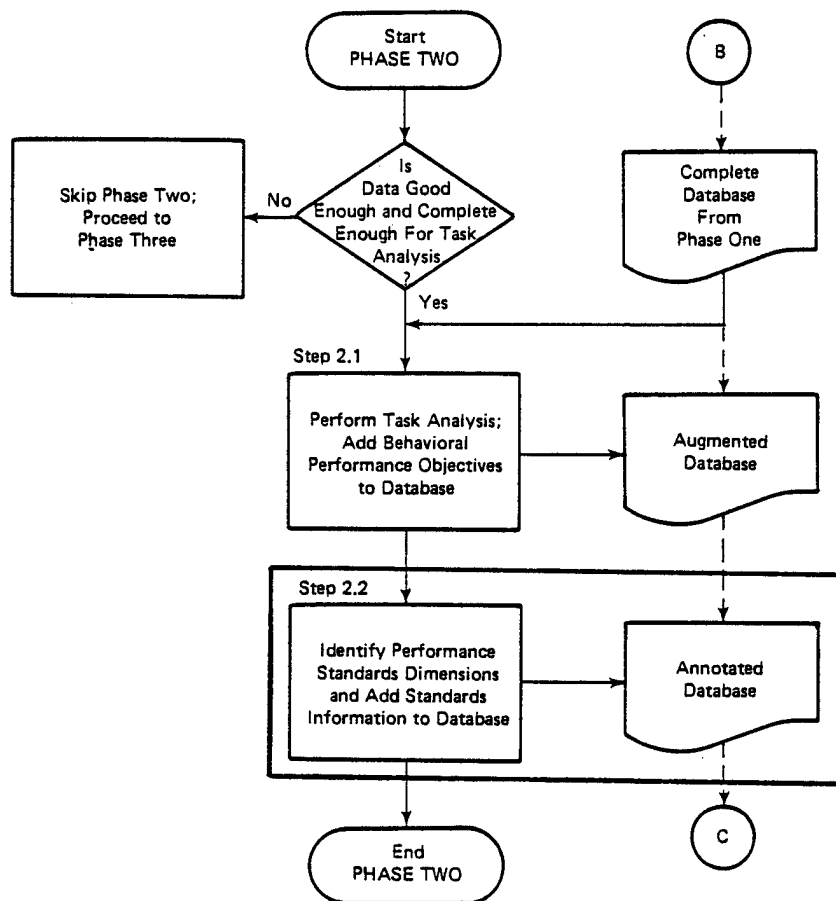 Start
PHASE TWO
B
Is
Data Good
Enough and Complete
Enough For Task
Analysis
?
No
Skip Phase Two;
Proceed to
Phase Three
Complete
Database
From
Phase One
Yes
Step 2.1
Perform Task Analysis;
Add Behavioral
Performance Objectives
to Database
Augmented
Database
Step 2.2
Identify Performance
Standards Dimensions
and Add Standards
Information to Database
Annotated
Database
End
PHASE TWO
C